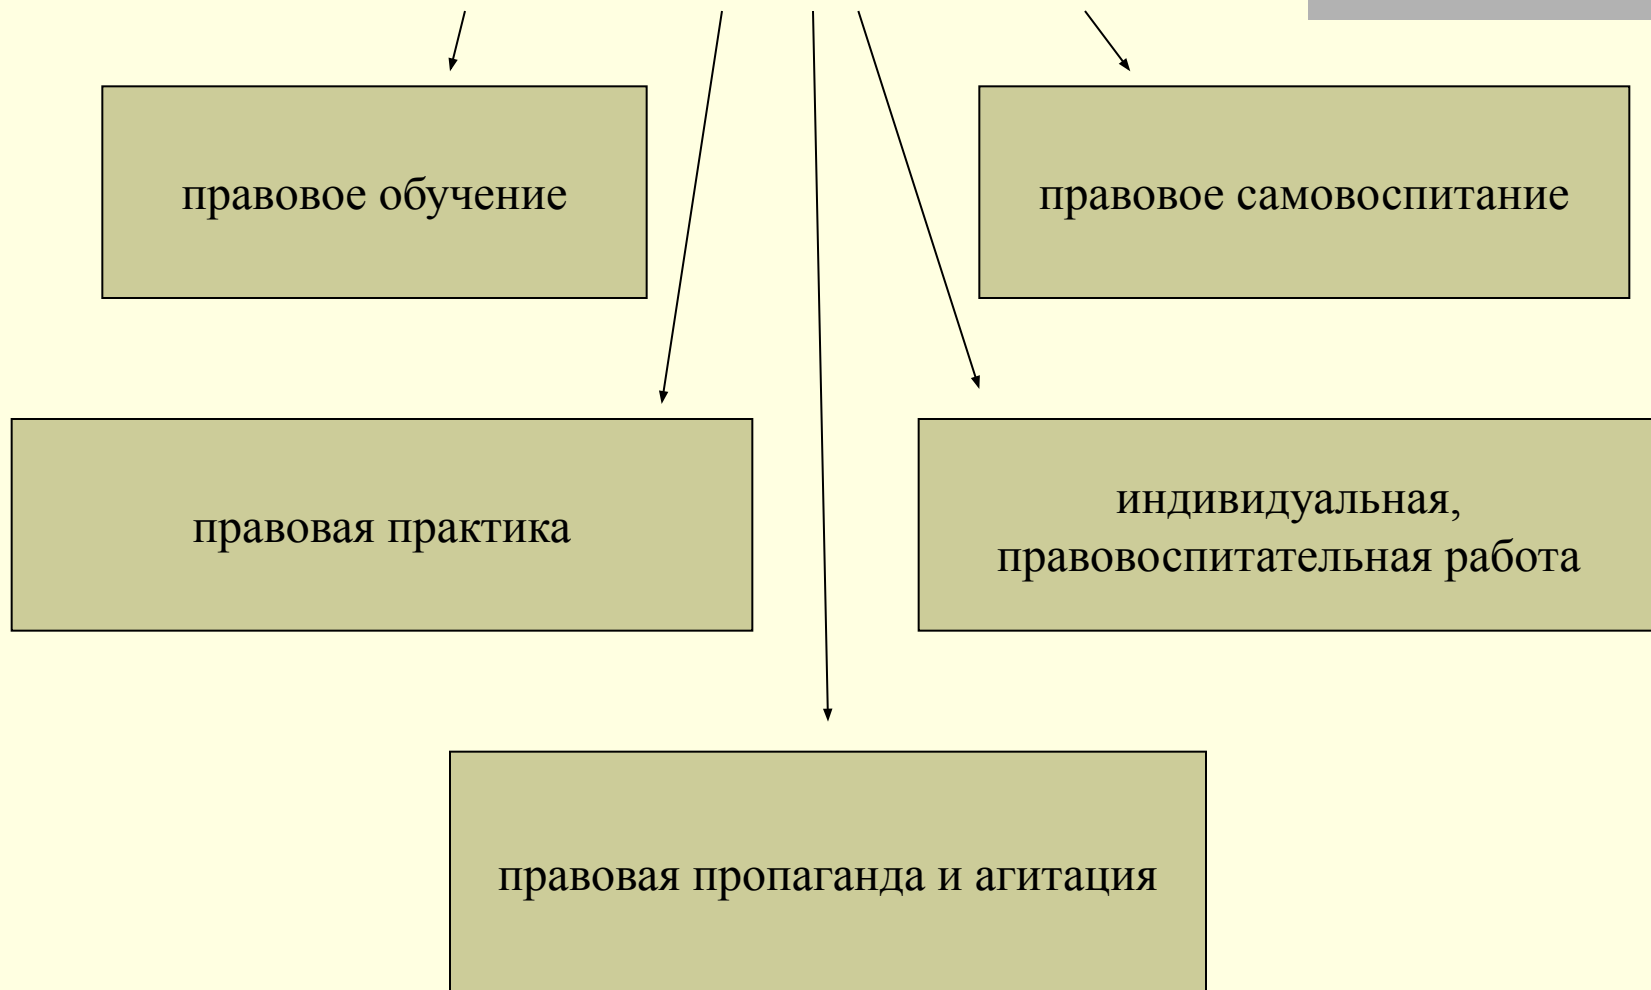 правовое обучение
правовое самовоспитание
правовая практика
индивидуальная,
правовоспитательная работа
правовая пропаганда и агитация